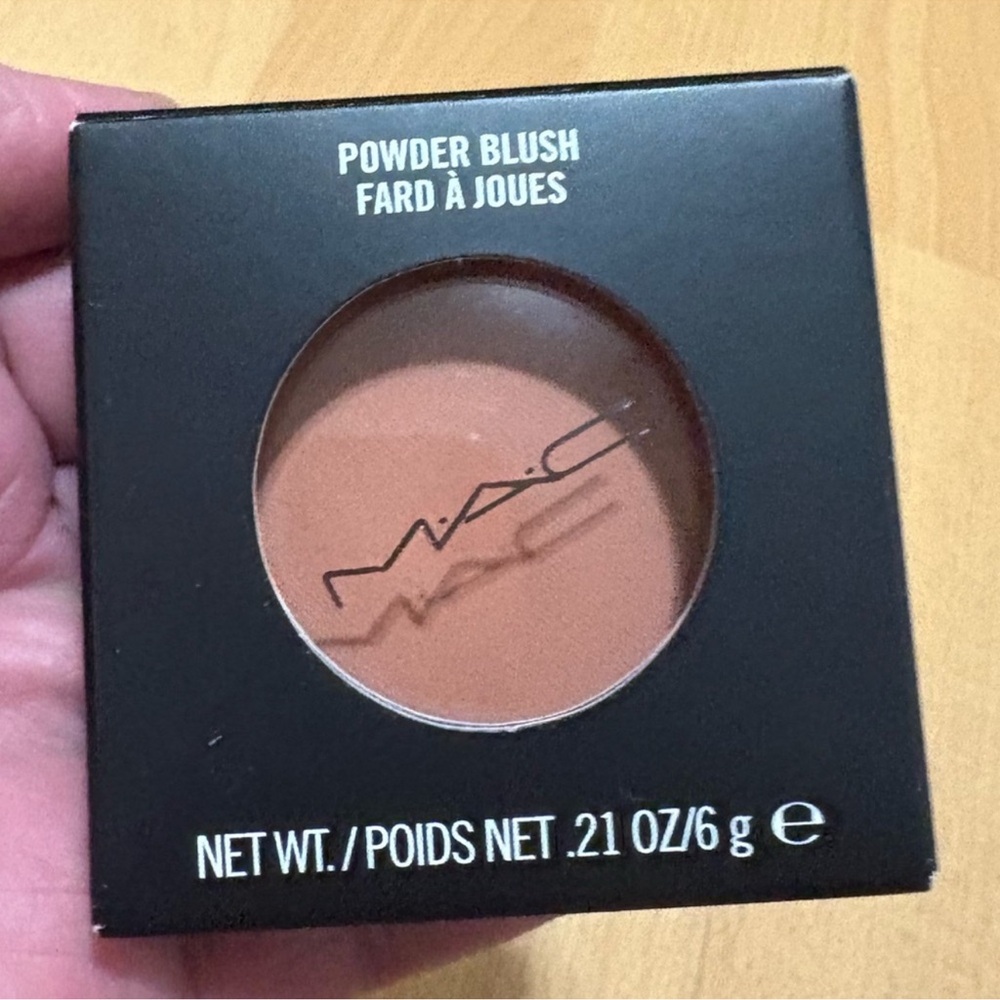 POWDER BLUSH
FARD À JOUES
M·A·C
NET WT. / POIDS NET .21 OZ/6 g ℮